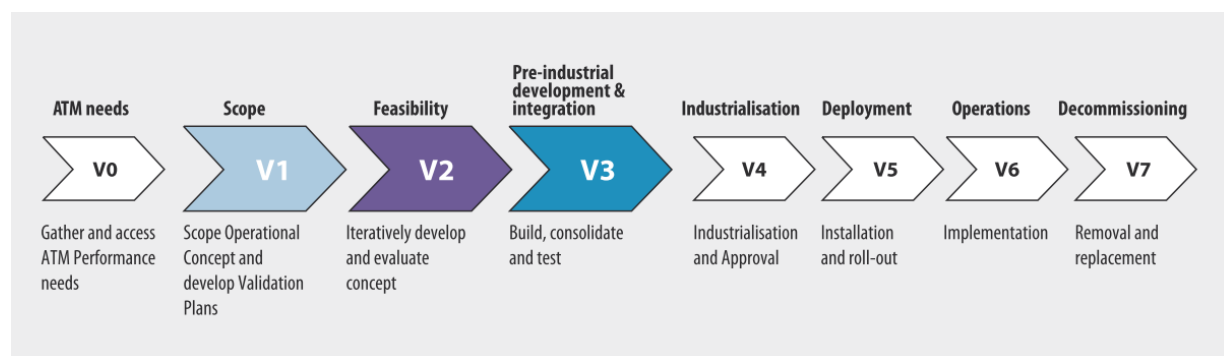 Pre-industrial
development &
ATM needs
Scope
Feasibility
integration
Industrialisation
Deployment
Operations
Decommissioning
V0
V1
V2
V3
V4
V5
V6
V7
Gather and access
ATM Performance
needs
Scope Operational
Concept and
develop Validation
Plans
Iteratively develop
and evaluate
concept
Build, consolidate
and test
Industrialisation
and Approval
Installation
and roll-out
Implementation
Removal and
replacement